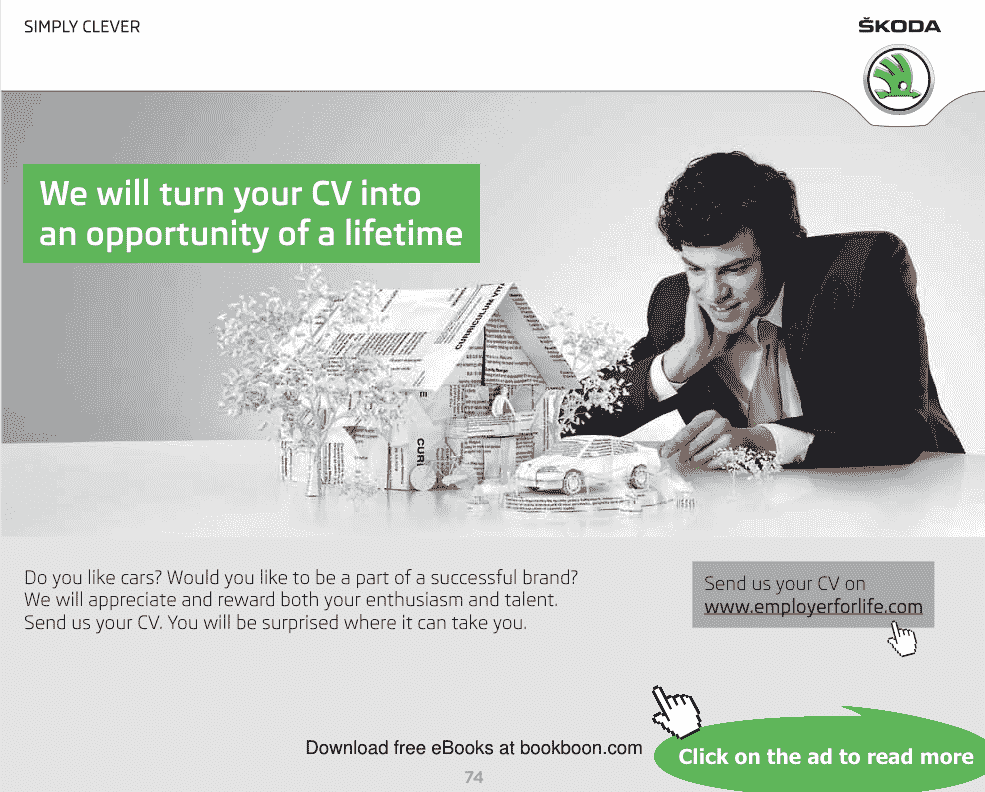 SIMPLY CLEVER
ŠKODA
We will turn your CV into
an opportunity of a lifetime
CURRICULUM VIT
CURI
Do you like cars? Would you like to be a part of a successful brand?
We will appreciate and reward both your enthusiasm and talent.
Send us your CV. You will be surprised where it can take you.
Send us your CV on
www.employerforlife.com
Download free eBooks at bookboon.com
Click on the ad to read more
74